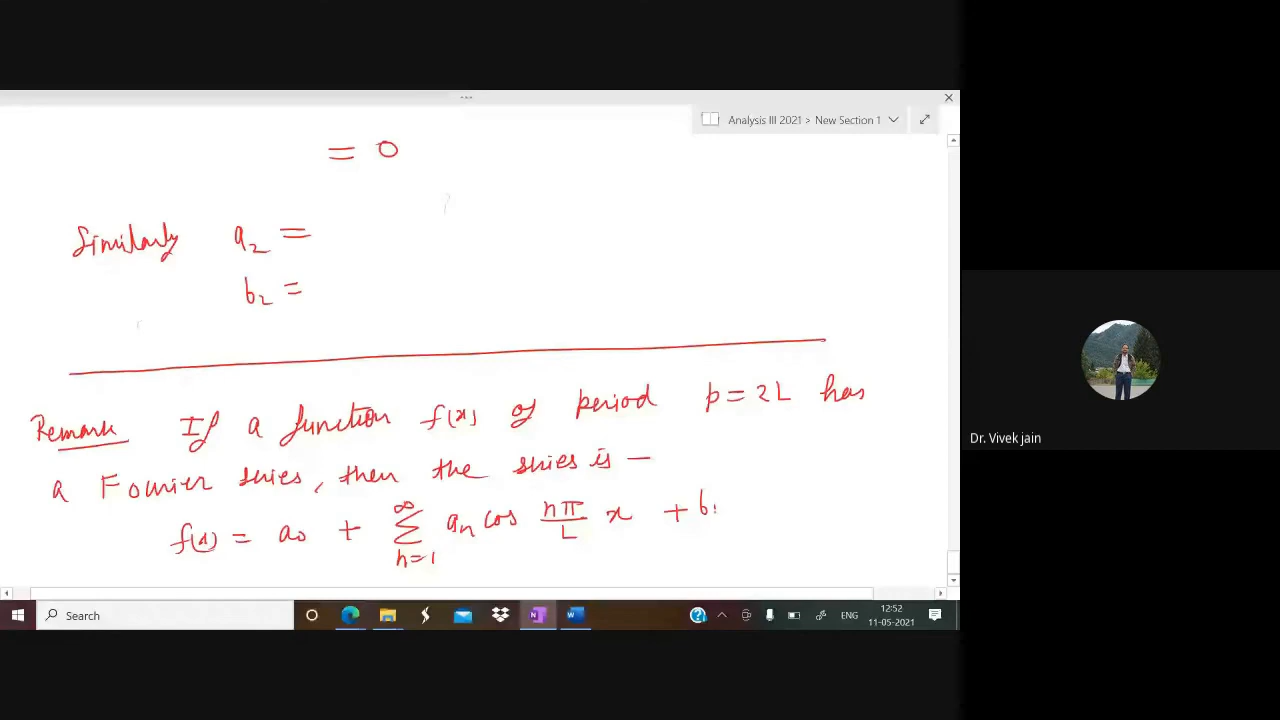 Analysis III 2021 > New Section 1
= 0
Similarly a₂ =
b₂ =
Remark If a function f(x) of period p = 2L has
a Fourier series, then the series is —
f(x) = a₀ + ∑_{n=1}^{∞} aₙ cos nπ/L x + b
Dr. Vivek jain
Search
ENG
12:52
11-05-2021